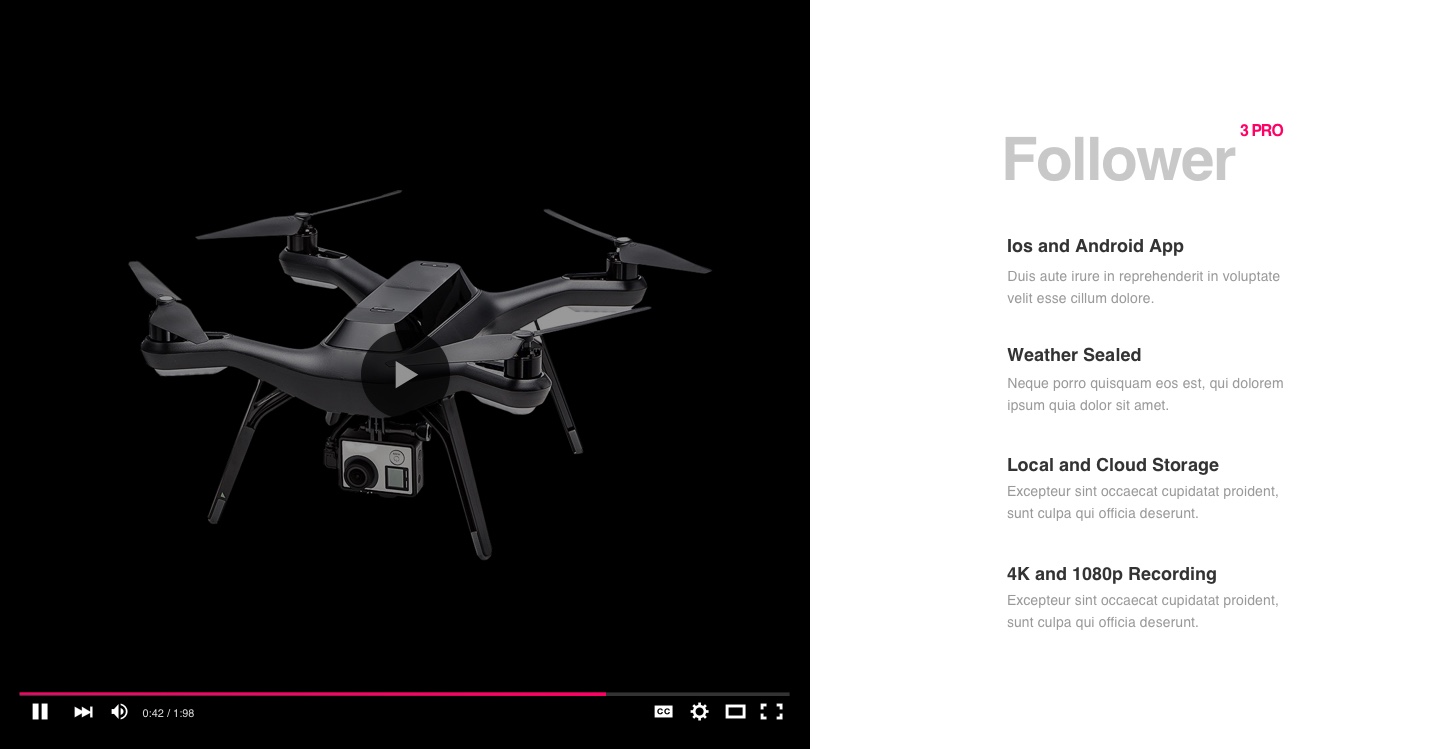 3 PRO
Follower
Ios and Android App
Duis aute irure in reprehenderit in voluptate
velit esse cillum dolore.
Weather Sealed
Neque porro quisquam eos est, qui dolorem
ipsum quia dolor sit amet.
Local and Cloud Storage
Excepteur sint occaecat cupidatat proident,
sunt culpa qui officia deserunt.
4K and 1080p Recording
Excepteur sint occaecat cupidatat proident,
sunt culpa qui officia deserunt.
0:42 / 1:98
CC